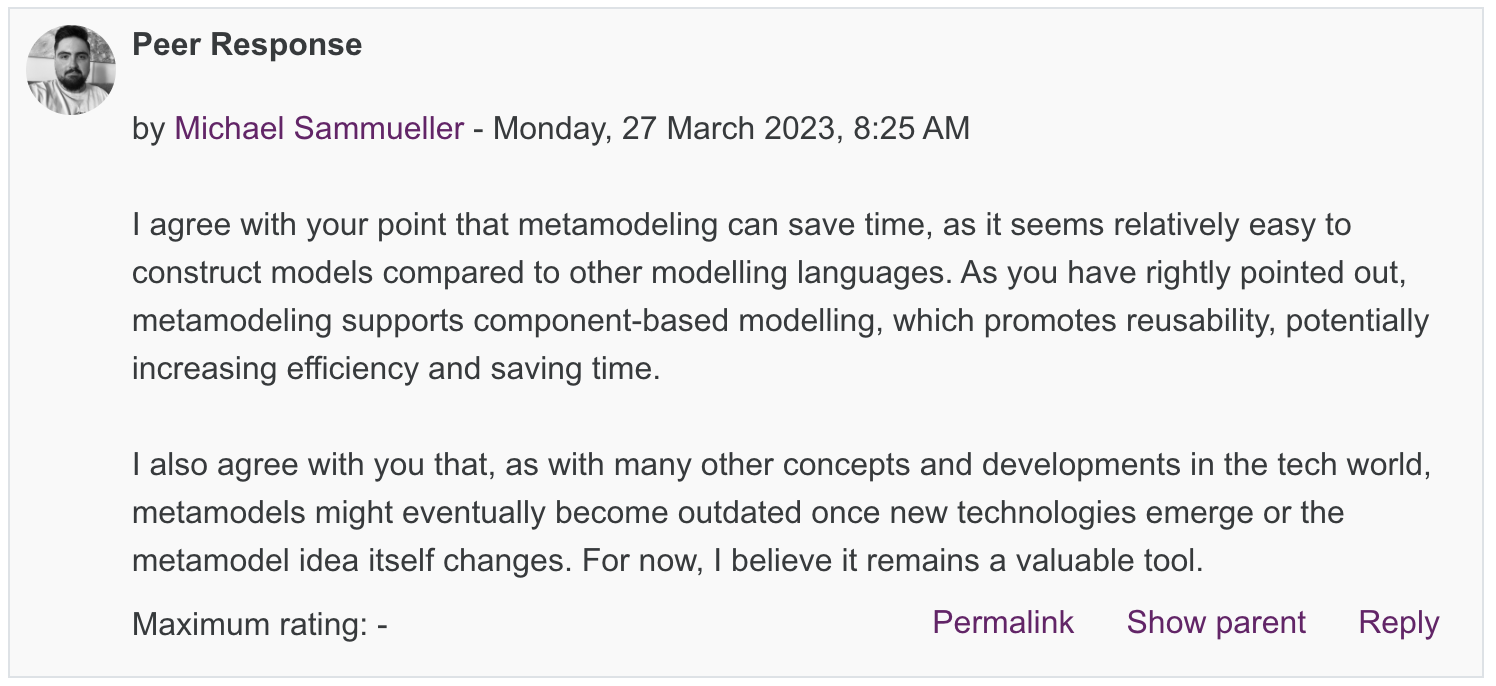 Peer Response
by Michael Sammueller - Monday, 27 March 2023, 8:25 AM
I agree with your point that metamodeling can save time, as it seems relatively easy to
construct models compared to other modelling languages. As you have rightly pointed out,
metamodeling supports component-based modelling, which promotes reusability, potentially
increasing efficiency and saving time.
I also agree with you that, as with many other concepts and developments in the tech world,
metamodels might eventually become outdated once new technologies emerge or the
metamodel idea itself changes. For now, I believe it remains a valuable tool.
Maximum rating: - Permalink Show parent Reply